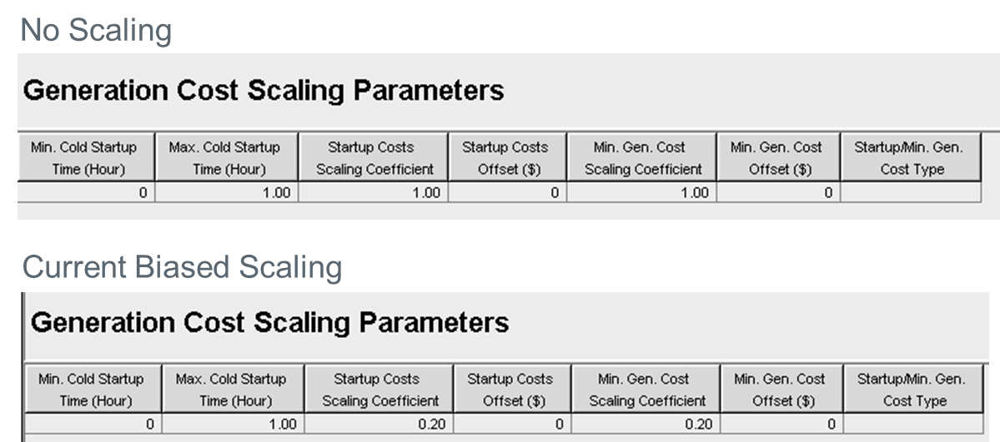 No Scaling
Generation Cost Scaling Parameters
Min. Cold Startup Max. Cold Startup Startup Costs Startup Costs Min. Gen. Cost Min. Gen. Cost Startup/Min. Gen.
Time (Hour) Time (Hour) Scaling Coefficient Offset ($) Scaling Coefficient Offset ($) Cost Type
0 1.00 1.00 0 1.00 0
Current Biased Scaling
Generation Cost Scaling Parameters
Min. Cold Startup Max. Cold Startup Startup Costs Startup Costs Min. Gen. Cost Min. Gen. Cost Startup/Min. Gen.
Time (Hour) Time (Hour) Scaling Coefficient Offset ($) Scaling Coefficient Offset ($) Cost Type
0 1.00 0.20 0 0.20 0